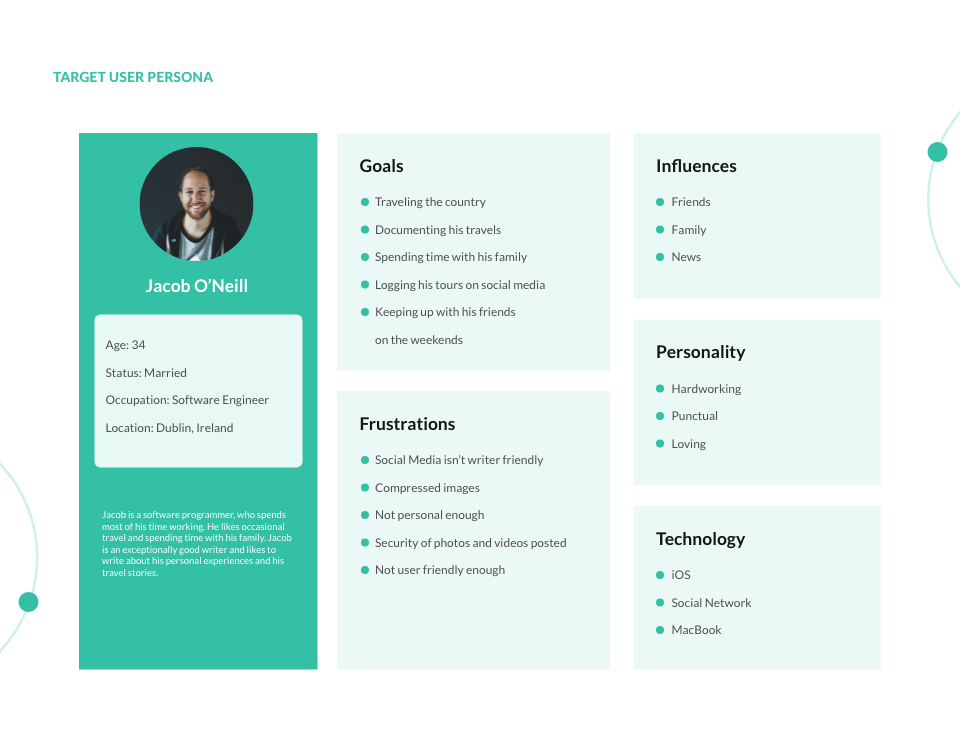 TARGET USER PERSONA
Jacob O’Neill
Age: 34
Status: Married
Occupation: Software Engineer
Location: Dublin, Ireland
Jacob is a software programmer, who spends
most of his time working. He likes occasional
travel and spending time with his family. Jacob
is an exceptionally good writer and likes to
write about his personal experiences and his
travel stories.
Goals
Traveling the country
Documenting his travels
Spending time with his family
Logging his tours on social media
Keeping up with his friends
on the weekends
Frustrations
Social Media isn’t writer friendly
Compressed images
Not personal enough
Security of photos and videos posted
Not user friendly enough
Influences
Friends
Family
News
Personality
Hardworking
Punctual
Loving
Technology
iOS
Social Network
MacBook